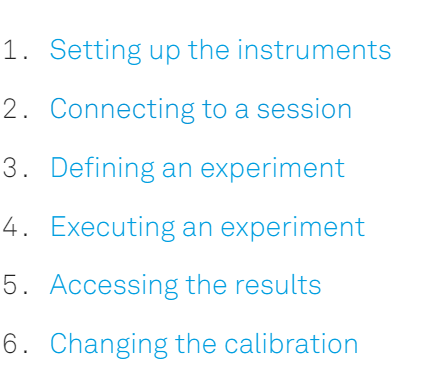 1. Setting up the instruments
2. Connecting to a session
3. Defining an experiment
4. Executing an experiment
5. Accessing the results
6. Changing the calibration